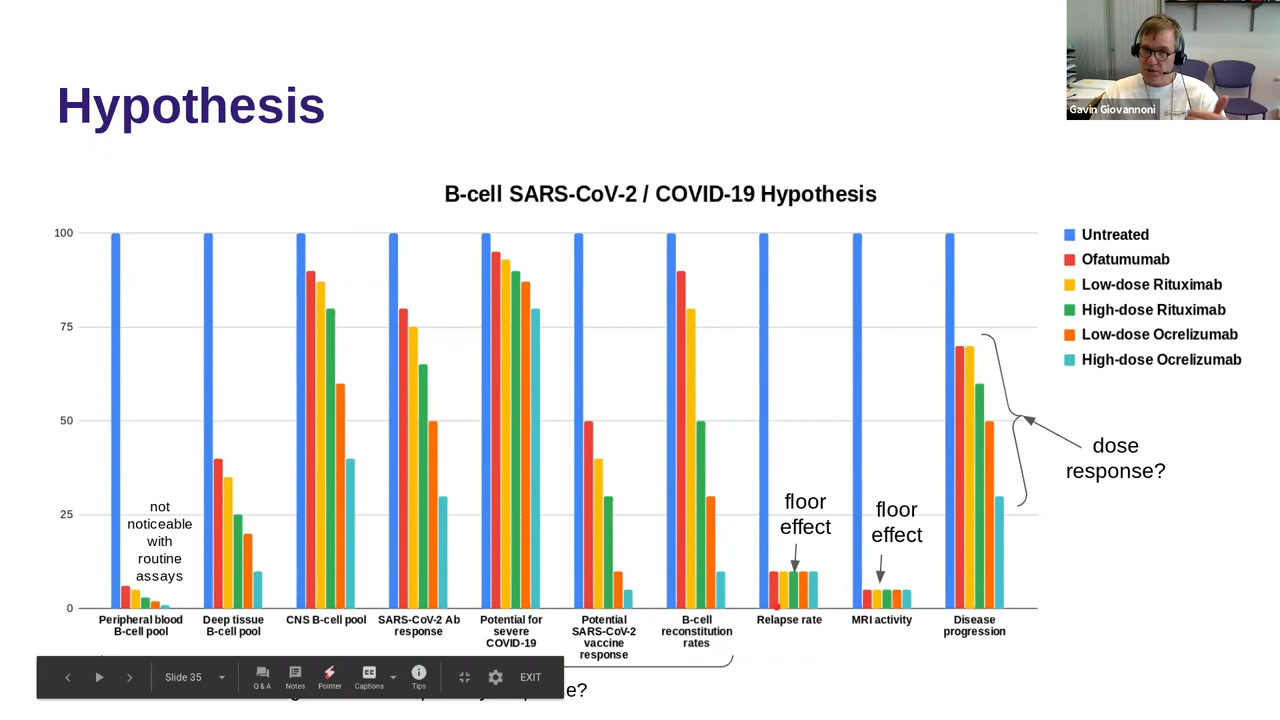 Hypothesis
Gavin Giovannoni
B-cell SARS-CoV-2 / COVID-19 Hypothesis
100
75
50
25
0
Untreated
Ofatumumab
Low-dose Rituximab
High-dose Rituximab
Low-dose Ocrelizumab
High-dose Ocrelizumab
not
noticeable
with
routine
assays
floor
effect
floor
effect
dose
response?
Peripheral blood
B-cell pool
Deep tissue
B-cell pool
CNS B-cell pool
SARS-CoV-2 Ab
response
Potential for
severe
COVID-19
Potential
SARS-CoV-2
vaccine
response
B-cell
reconstitution
rates
Relapse rate
MRI activity
Disease
progression
Slide 35
Q & A
Notes
Pointer
Captions
Tips
EXIT